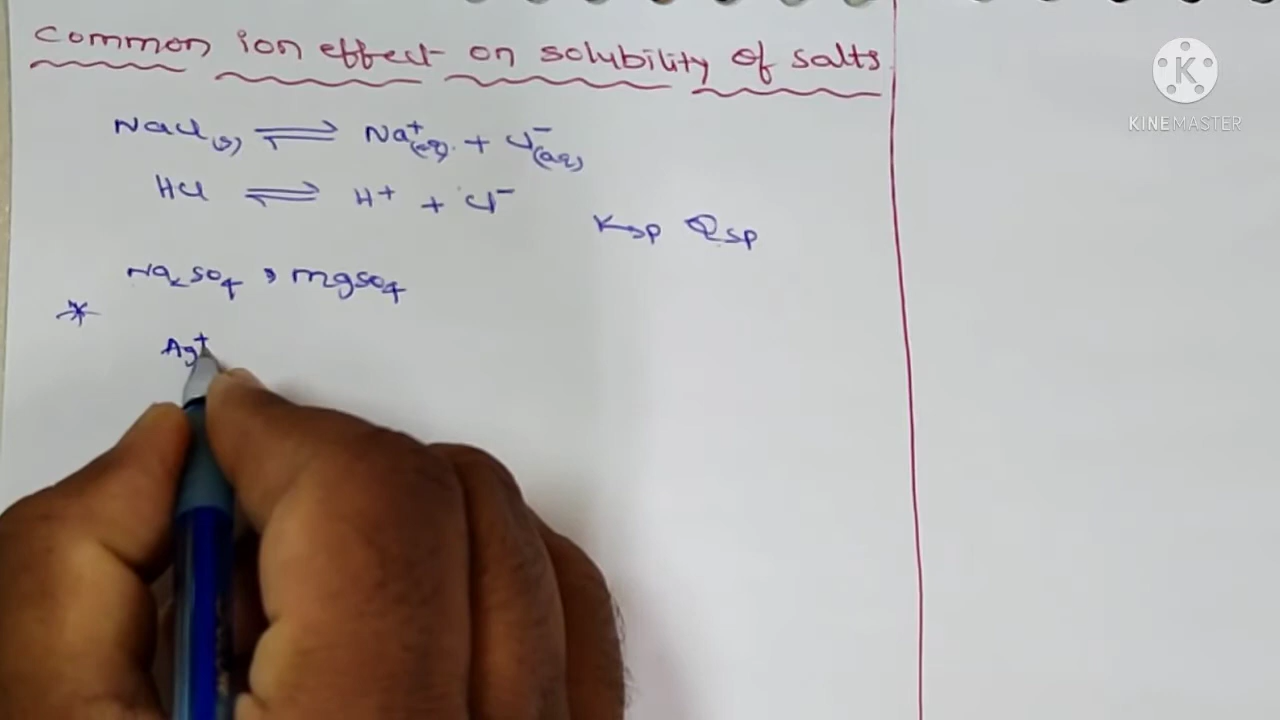 Common ion effect on solubility of salts
NaCl(s) ⇌ Na⁺(aq) + Cl⁻(aq)
HCl ⇌ H⁺ + Cl⁻
Ksp Qsp
Na₂SO₄, MgSO₄
*
Ag⁺
KINEMASTER